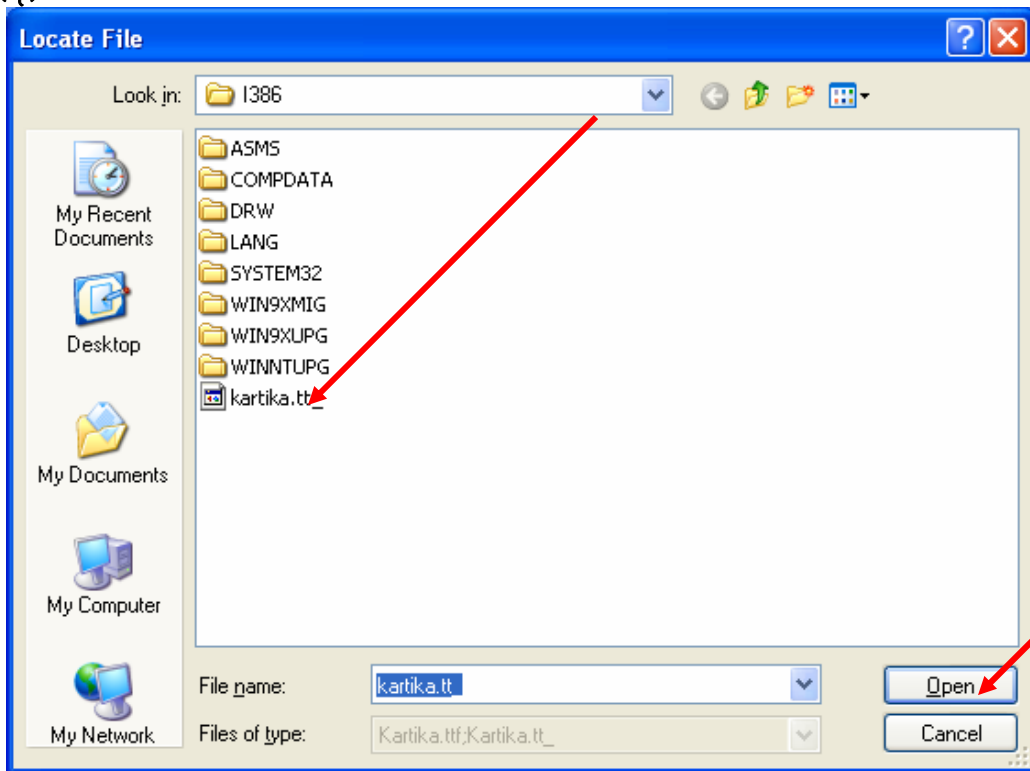 Locate File
Look in:
I386
ASMS
COMPDATA
DRW
LANG
SYSTEM32
WIN9XMIG
WIN9XUPG
WINNTUPG
kartika.tt_
My Recent
Documents
Desktop
My Documents
My Computer
My Network
File name:
kartika.tt_
Open
Files of type:
Kartika.ttf;Kartika.tt_
Cancel